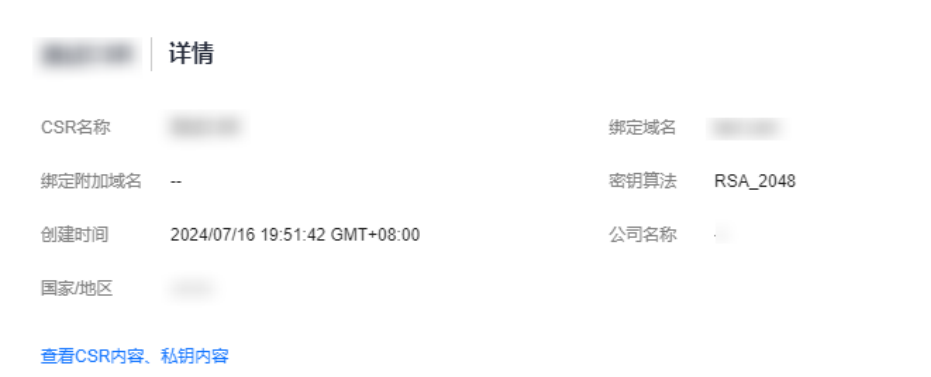 详情
CSR名称 绑定域名
绑定附加域名 -- 密钥算法 RSA_2048
创建时间 2024/07/16 19:51:42 GMT+08:00 公司名称
国家/地区
查看CSR内容、私钥内容